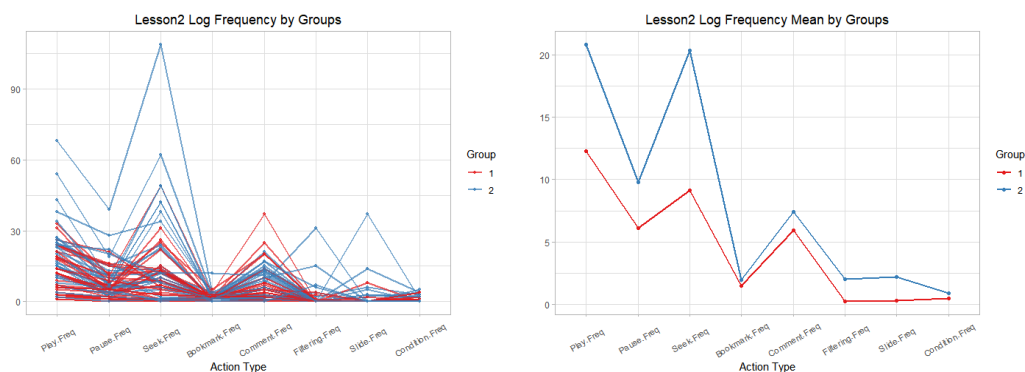 Lesson2 Log Frequency by Groups
90
60
30
0
Play.Freq
Pause.Freq
Seek.Freq
Bookmark.Freq
Comment.Freq
Filtering.Freq
Slide.Freq
Condition.Freq
Action Type
Group
1
2
Lesson2 Log Frequency Mean by Groups
20
15
10
5
0
Play.Freq
Pause.Freq
Seek.Freq
Bookmark.Freq
Comment.Freq
Filtering.Freq
Slide.Freq
Condition.Freq
Action Type
Group
1
2